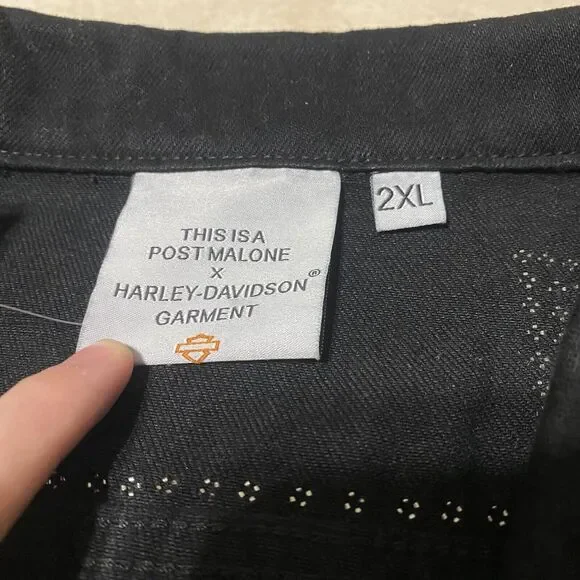 THIS IS A
POST MALONE
X
HARLEY-DAVIDSON®
GARMENT
2XL